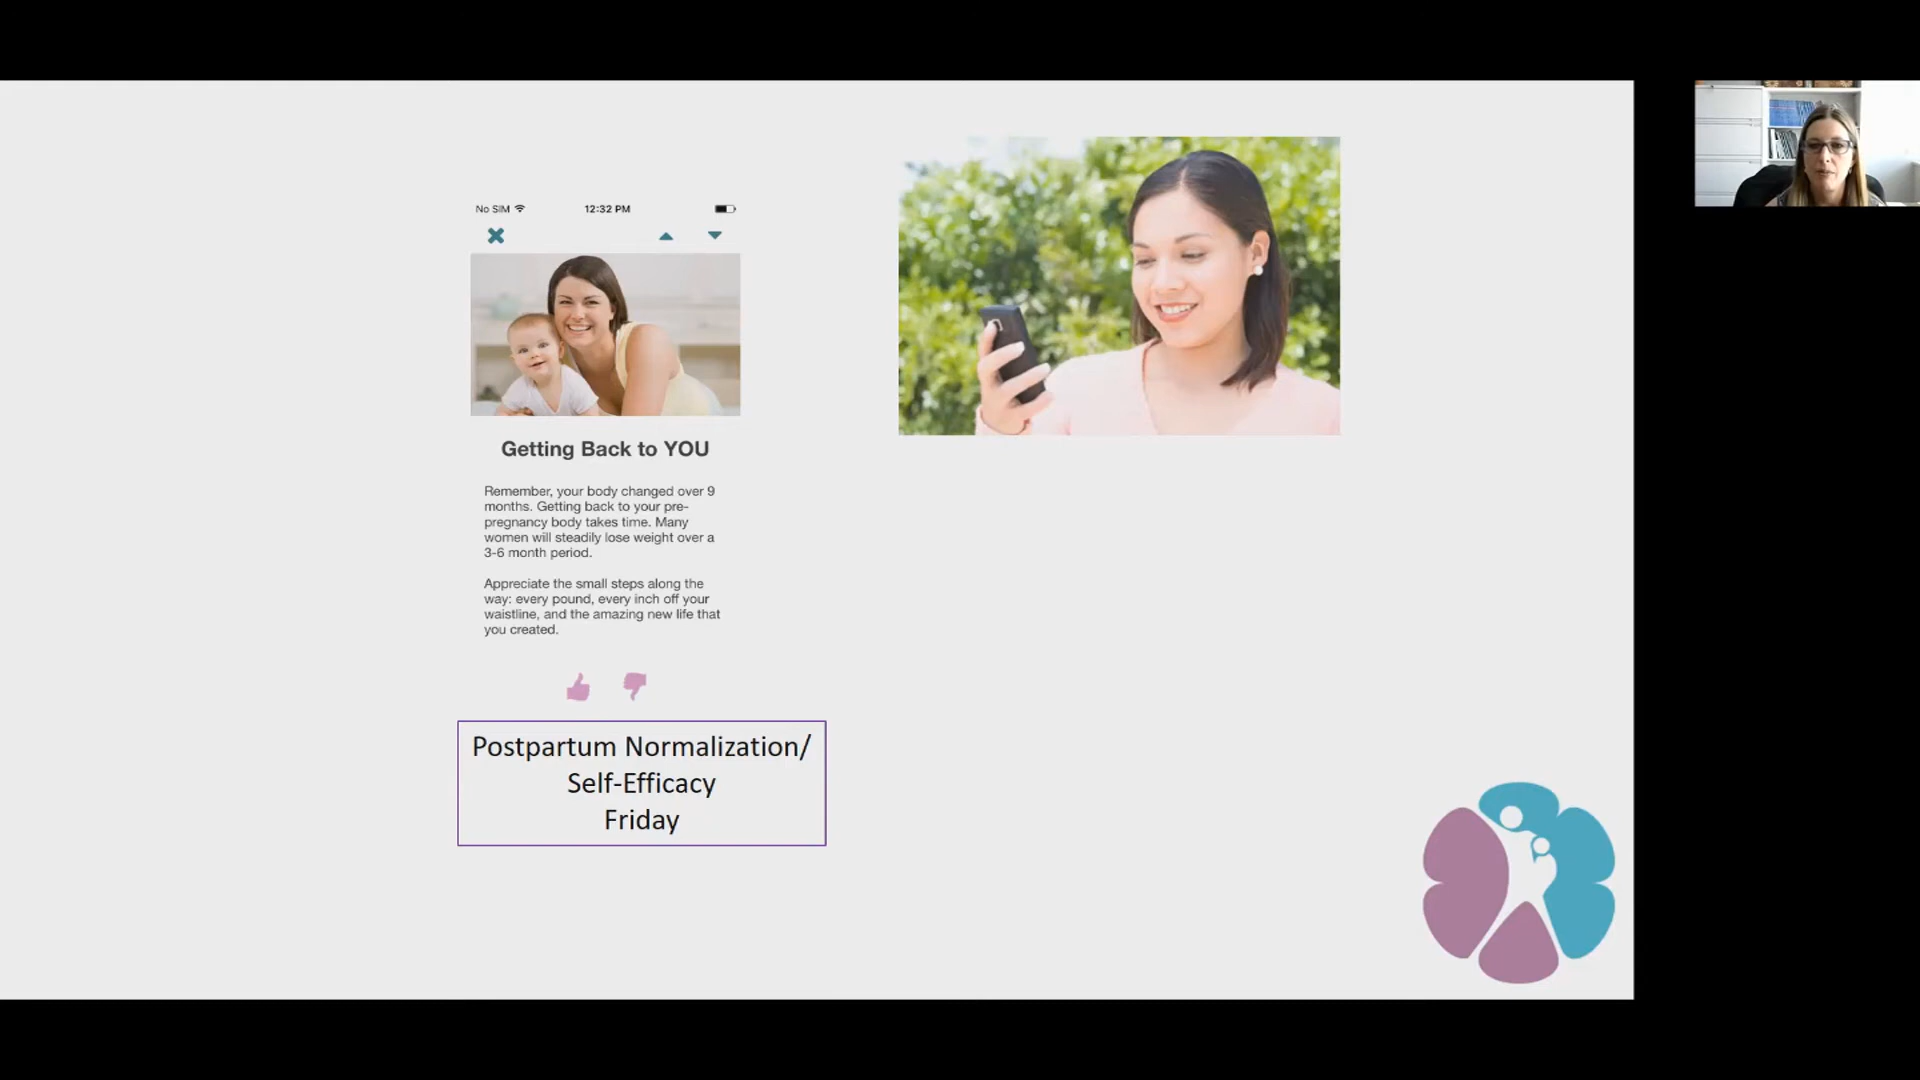 No SIM
12:32 PM
Getting Back to YOU
Remember, your body changed over 9
months. Getting back to your pre-
pregnancy body takes time. Many
women will steadily lose weight over a
3-6 month period.
Appreciate the small steps along the
way: every pound, every inch off your
waistline, and the amazing new life that
you created.
Postpartum Normalization/
Self-Efficacy
Friday